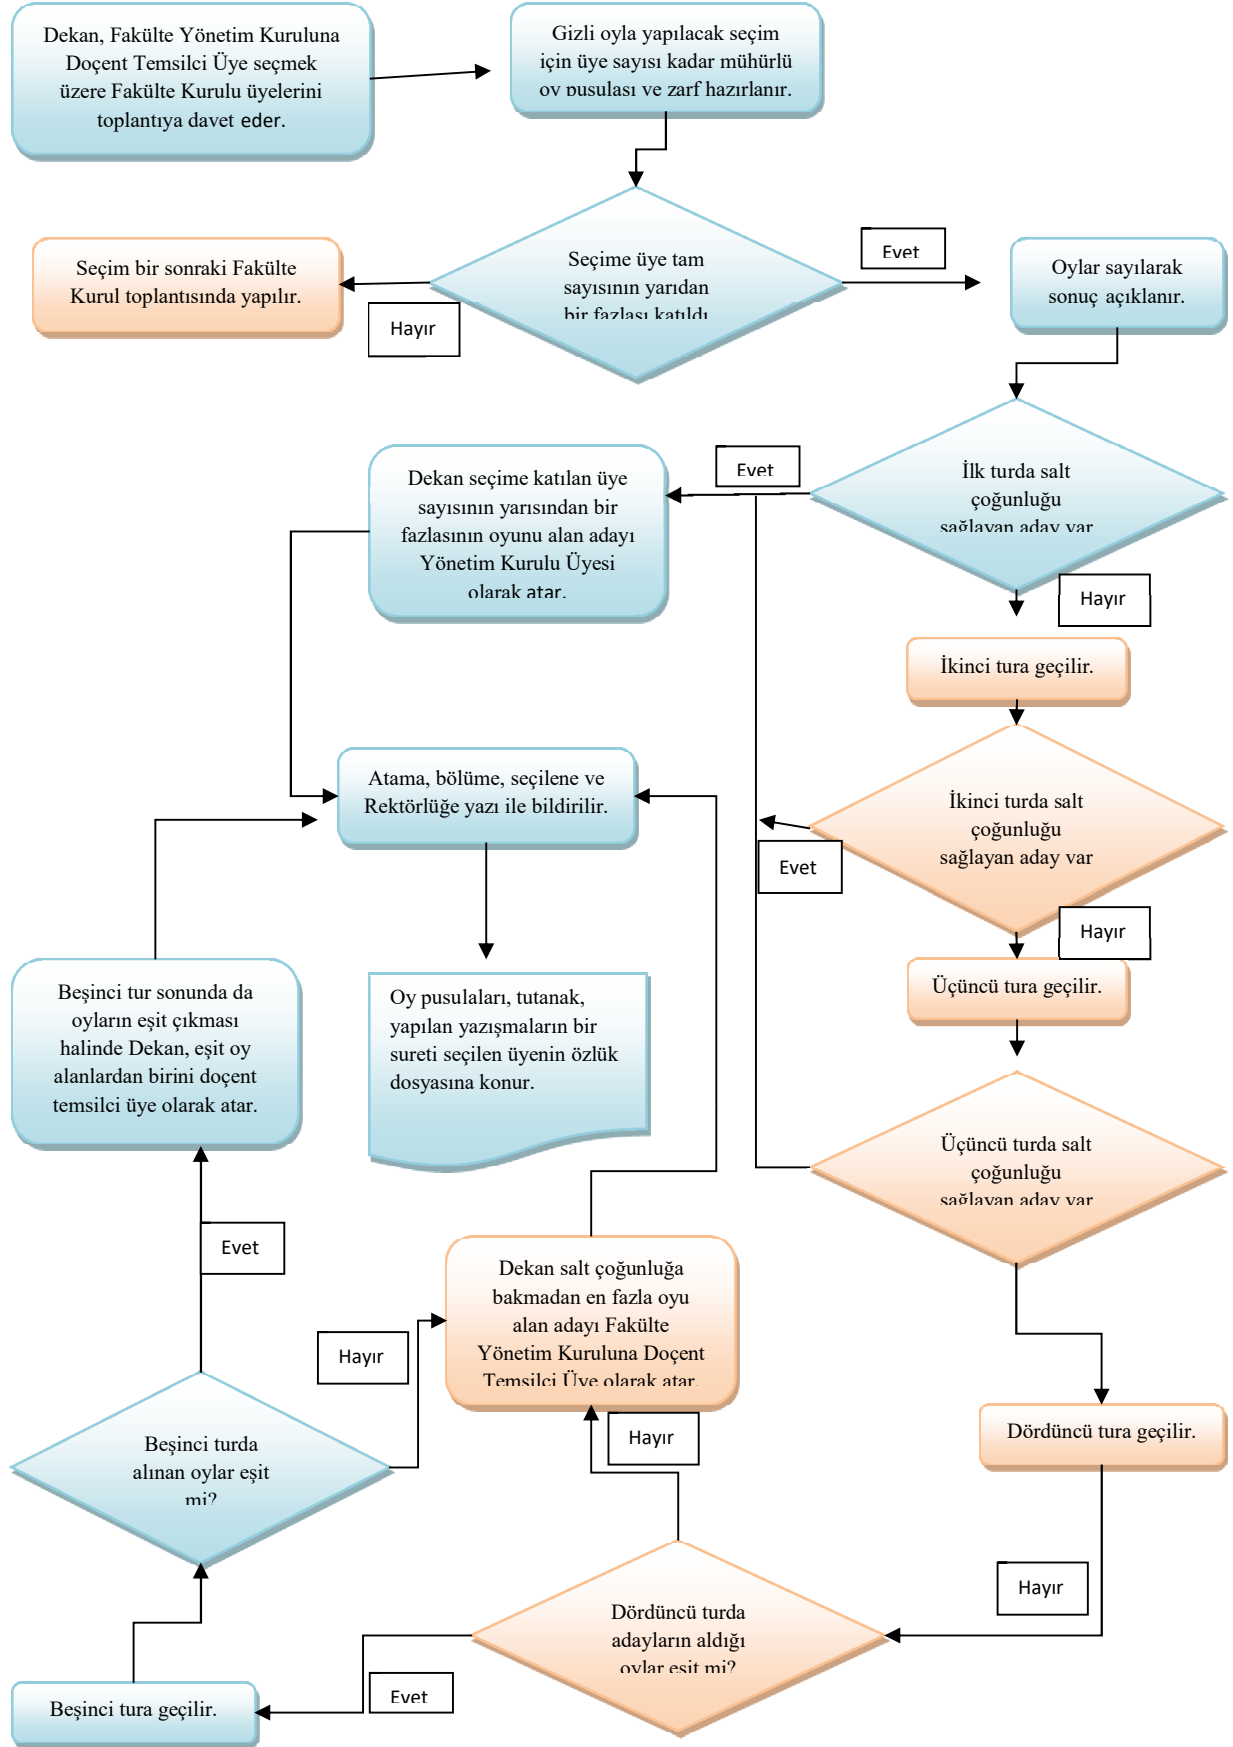 Dekan, Fakülte Yönetim Kuruluna
Doçent Temsilci Üye seçmek
üzere Fakülte Kurulu üyelerini
toplantıya davet eder.
Gizli oyla yapılacak seçim
için üye sayısı kadar mühürlü
oy pusulası ve zarf hazırlanır.
Seçime üye tam
sayısının yarıdan
bir fazlası katıldı
Evet
Hayır
Seçim bir sonraki Fakülte
Kurul toplantısında yapılır.
Oylar sayılarak
sonuç açıklanır.
İlk turda salt
çoğunluğu
sağlayan aday var
Evet
Hayır
Dekan seçime katılan üye
sayısının yarısından bir
fazlasının oyunu alan adayı
Yönetim Kurulu Üyesi
olarak atar.
İkinci tura geçilir.
İkinci turda salt
çoğunluğu
sağlayan aday var
Evet
Hayır
Atama, bölüme, seçilene ve
Rektörlüğe yazı ile bildirilir.
Üçüncü tura geçilir.
Oy pusulaları, tutanak,
yapılan yazışmaların bir
sureti seçilen üyenin özlük
dosyasına konur.
Beşinci tur sonunda da
oyların eşit çıkması
halinde Dekan, eşit oy
alanlardan birini doçent
temsilci üye olarak atar.
Üçüncü turda salt
çoğunluğu
sağlayan aday var
Evet
Dekan salt çoğunluğa
bakmadan en fazla oyu
alan adayı Fakülte
Yönetim Kuruluna Doçent
Temsilci Üye olarak atar.
Hayır
Hayır
Dördüncü tura geçilir.
Beşinci turda
alınan oylar eşit
mi?
Hayır
Dördüncü turda
adayların aldığı
oylar eşit mi?
Evet
Beşinci tura geçilir.